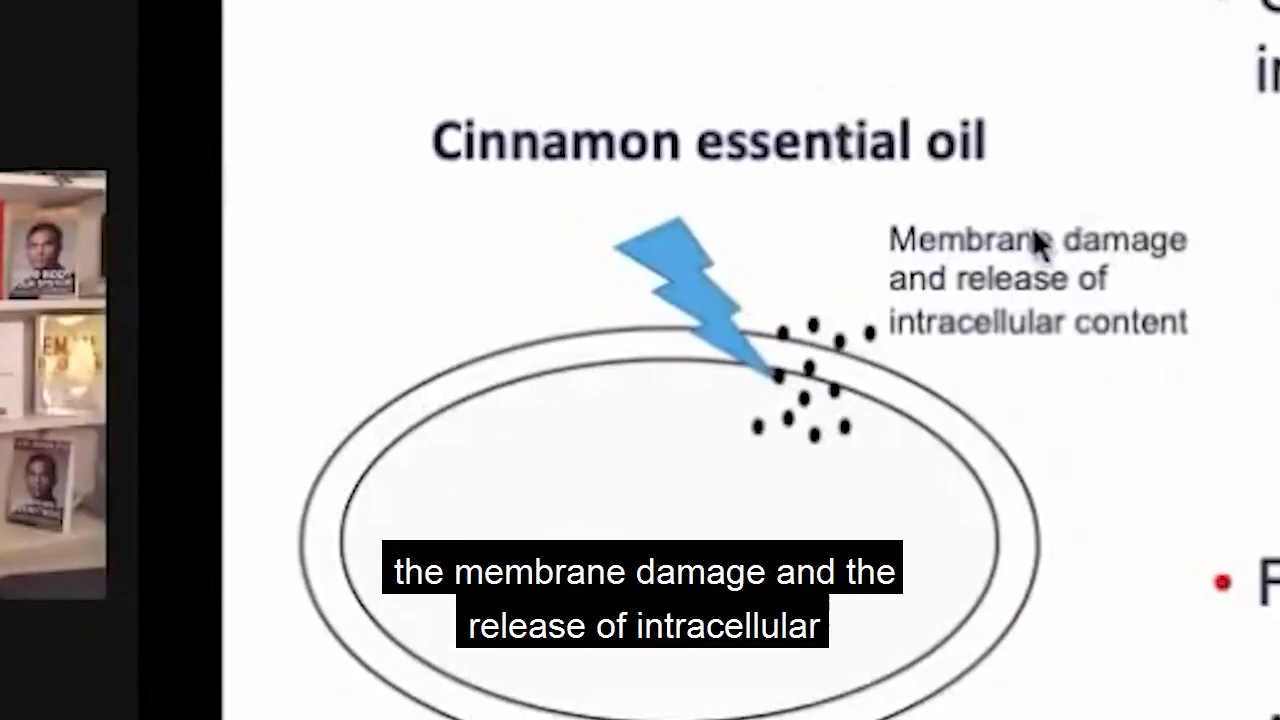 Cinnamon essential oil
Membrane damage
and release of
intracellular content
the membrane damage and the
release of intracellular